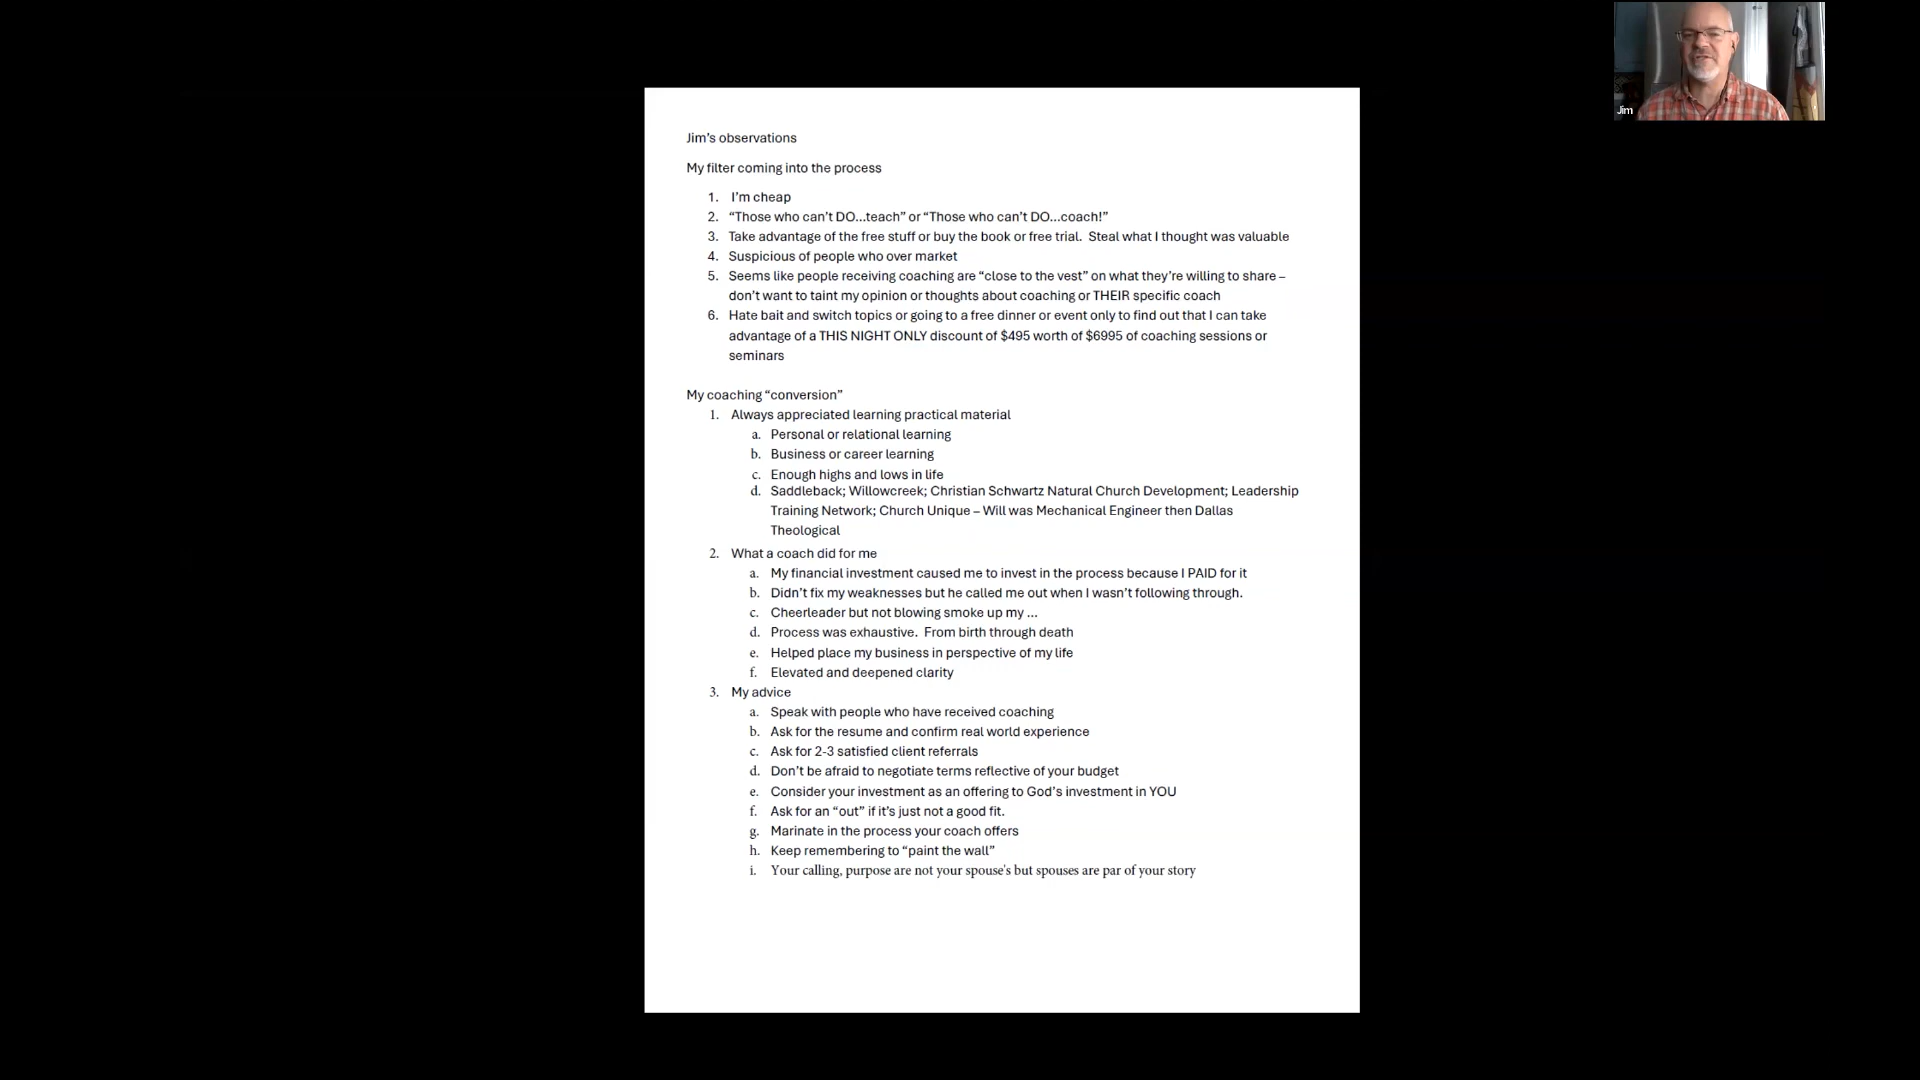 Jim
Jim’s observations
My filter coming into the process
1. I’m cheap
2. “Those who can’t DO...teach” or “Those who can’t DO...coach!”
3. Take advantage of the free stuff or buy the book or free trial.  Steal what I thought was valuable
4. Suspicious of people who over market
5. Seems like people receiving coaching are “close to the vest” on what they’re willing to share –
don’t want to taint my opinion or thoughts about coaching or THEIR specific coach
6. Hate bait and switch topics or going to a free dinner or event only to find out that I can take
advantage of a THIS NIGHT ONLY discount of $495 worth of $6995 of coaching sessions or
seminars
My coaching “conversion”
1. Always appreciated learning practical material
a. Personal or relational learning
b. Business or career learning
c. Enough highs and lows in life
d. Saddleback; Willowcreek; Christian Schwartz Natural Church Development; Leadership
Training Network; Church Unique – Will was Mechanical Engineer then Dallas
Theological
2. What a coach did for me
a. My financial investment caused me to invest in the process because I PAID for it
b. Didn’t fix my weaknesses but he called me out when I wasn’t following through.
c. Cheerleader but not blowing smoke up my ...
d. Process was exhaustive.  From birth through death
e. Helped place my business in perspective of my life
f. Elevated and deepened clarity
3. My advice
a. Speak with people who have received coaching
b. Ask for the resume and confirm real world experience
c. Ask for 2-3 satisfied client referrals
d. Don’t be afraid to negotiate terms reflective of your budget
e. Consider your investment as an offering to God’s investment in YOU
f. Ask for an “out” if it’s just not a good fit.
g. Marinate in the process your coach offers
h. Keep remembering to “paint the wall”
i. Your calling, purpose are not your spouse's but spouses are par of your story